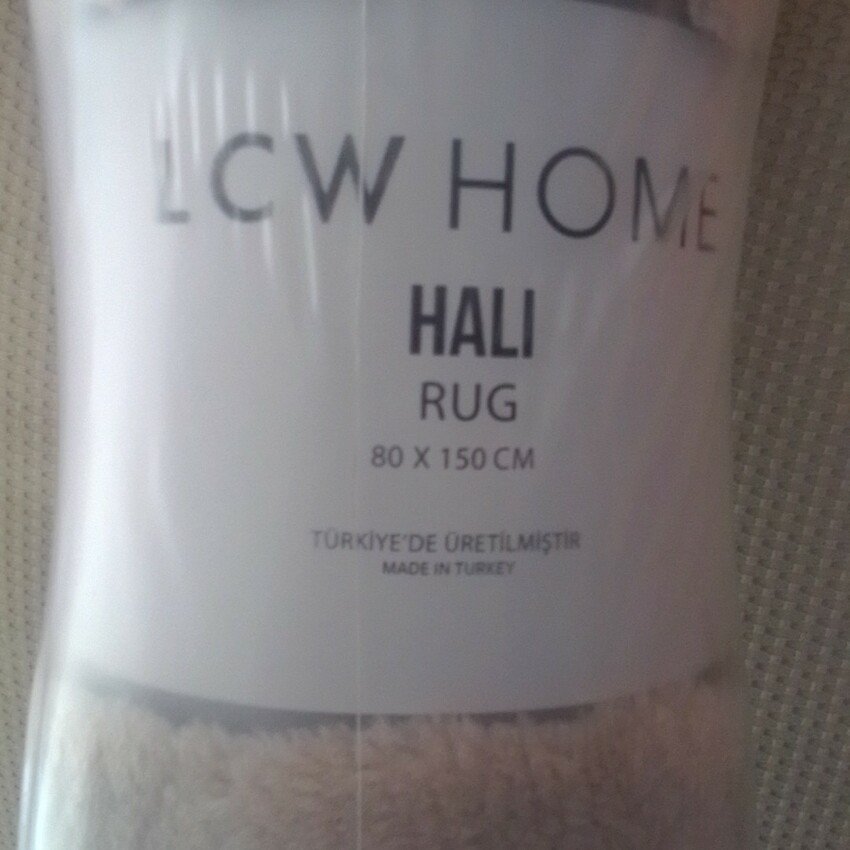 LCW HOME
HALI
RUG
80 X 150 CM
TÜRKİYE'DE ÜRETİLMİŞTİR
MADE IN TURKEY